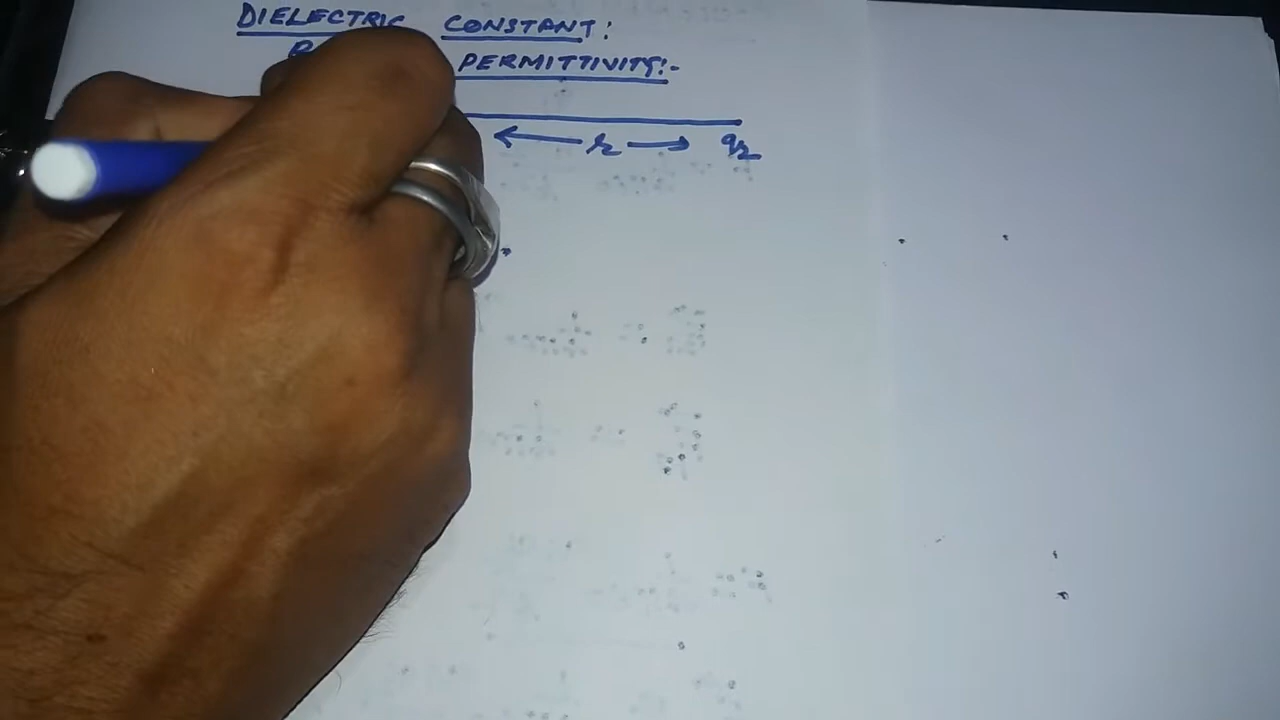 DIELECTRIC CONSTANT:
PERMITTIVITY:-
← r → q2